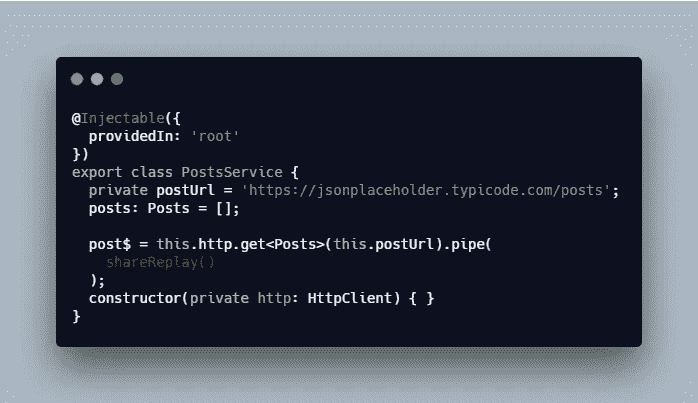 @Injectable({
  providedIn: 'root'
})
export class PostsService {
  private postUrl = 'https://jsonplaceholder.typicode.com/posts';
  posts: Posts = [];
  post$ = this.http.get<Posts>(this.postUrl).pipe(
    shareReplay()
  );
  constructor(private http: HttpClient) { }
}